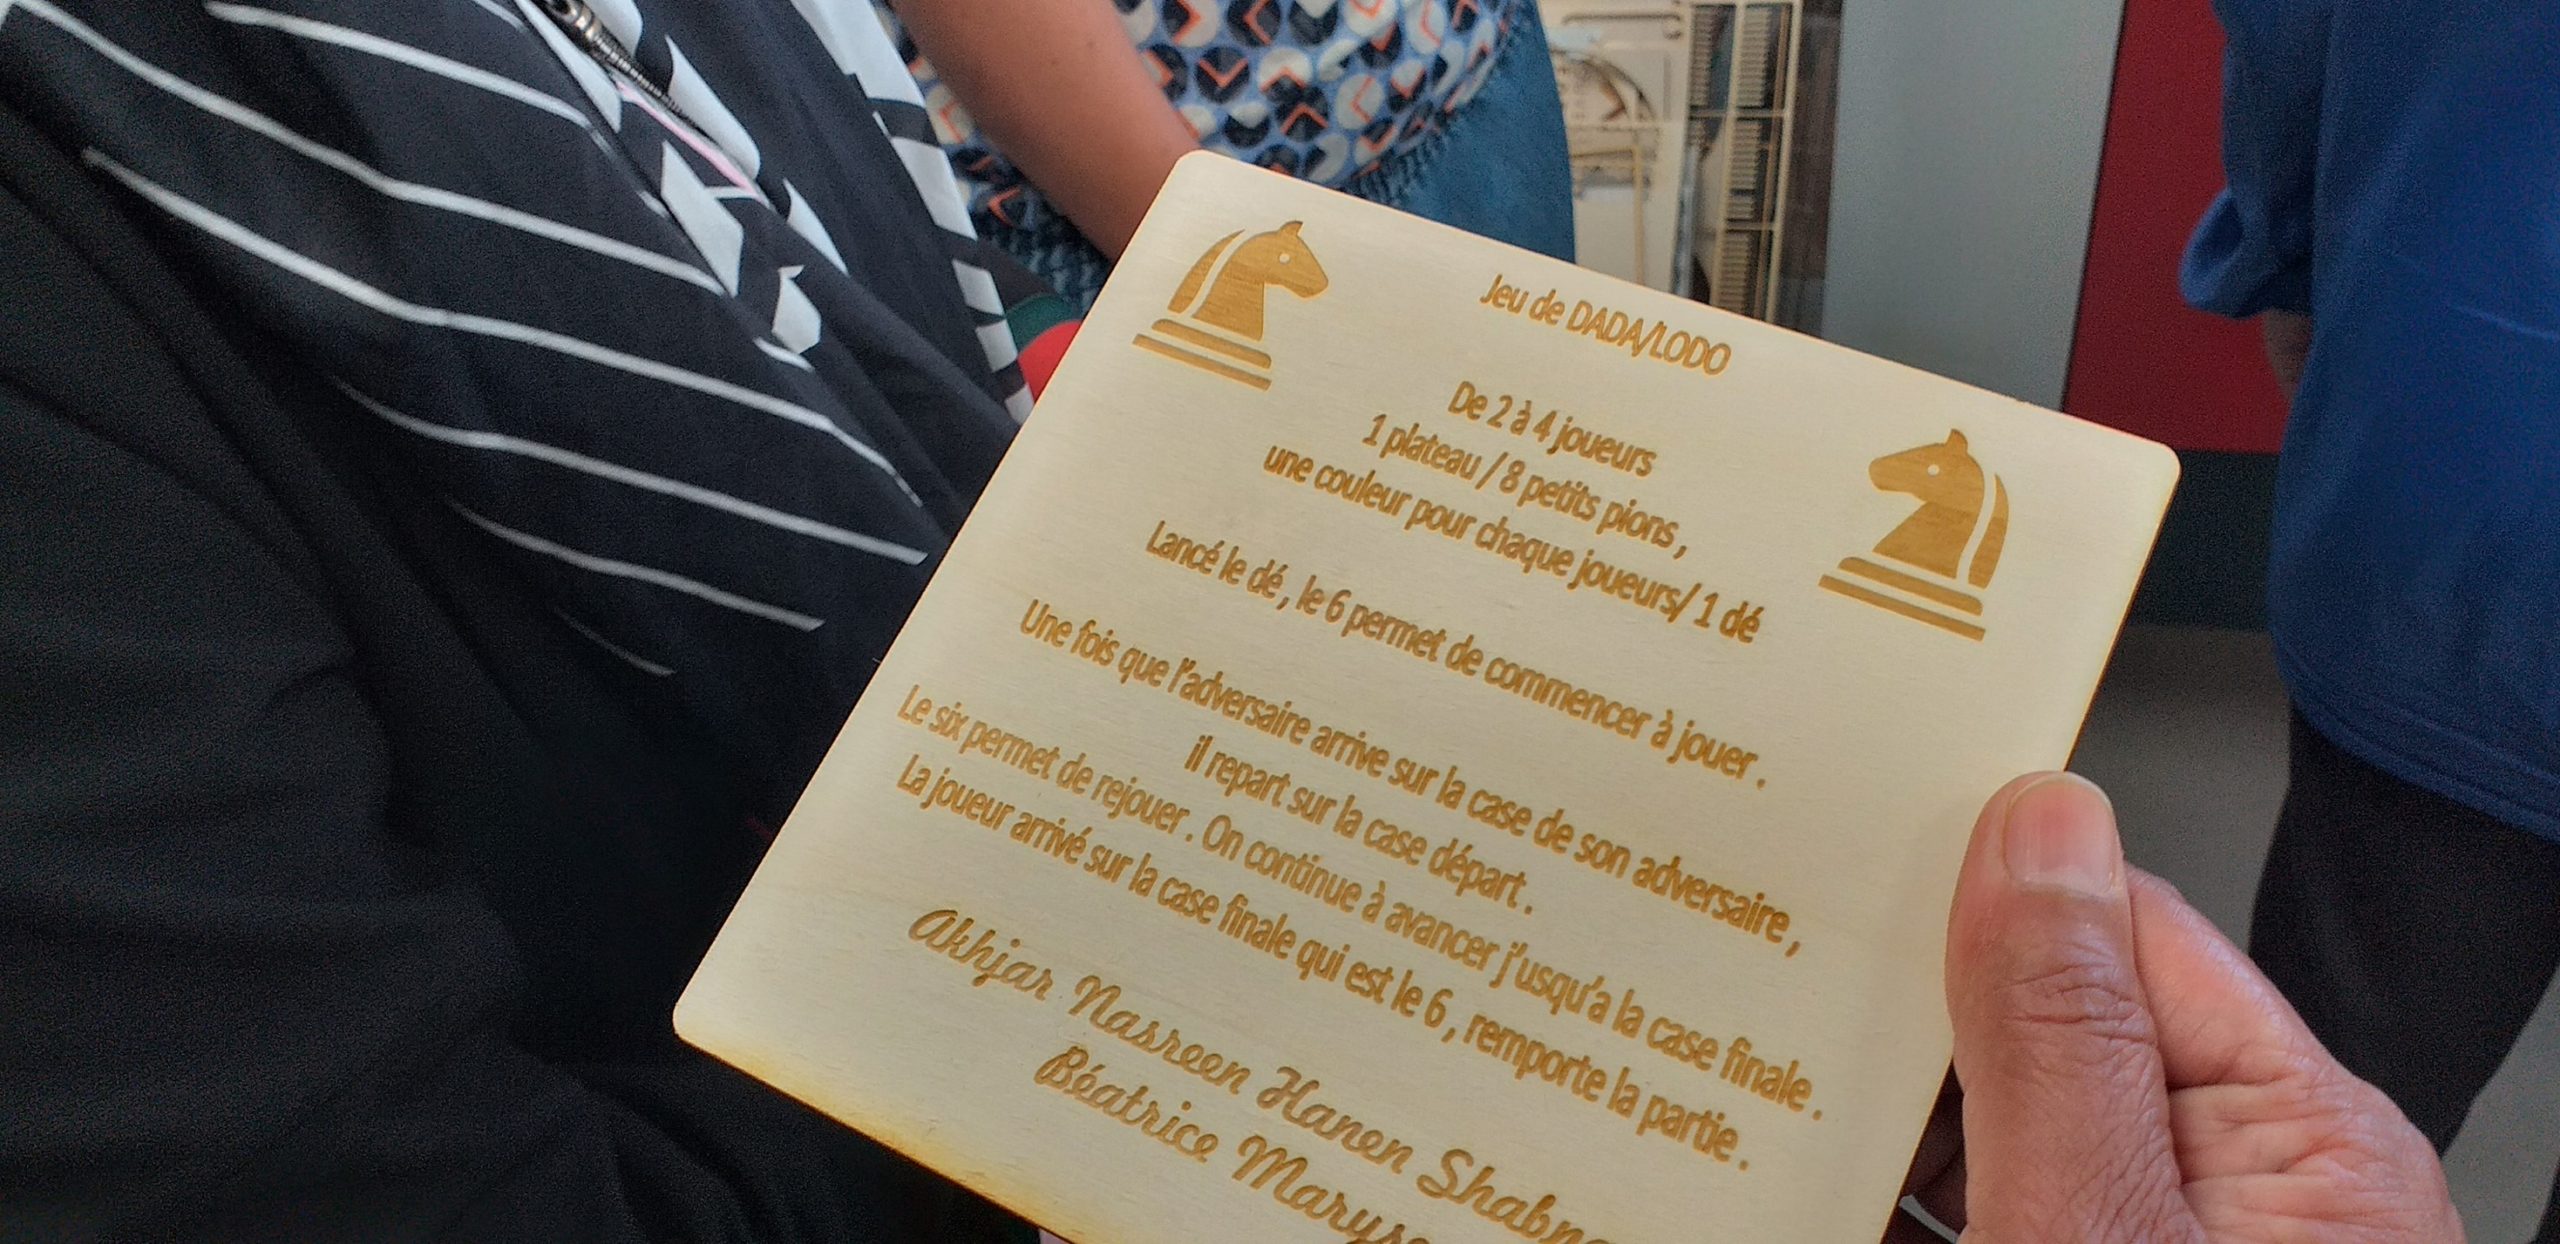 Jeu de DADA/LODO
De 2 à 4 joueurs
1 plateau / 8 petits pions ,
une couleur pour chaque joueurs/ 1 dé
Lancé le dé , le 6 permet de commencer à jouer .
Une fois que l'adversaire arrive sur la case de son adversaire ,
il repart sur la case départ .
Le six permet de rejouer . On continue à avancer j'usqu'a la case finale .
La joueur arrivé sur la case finale qui est le 6 , remporte la partie .
Akhjar Nasreen Hanen
Béatrice